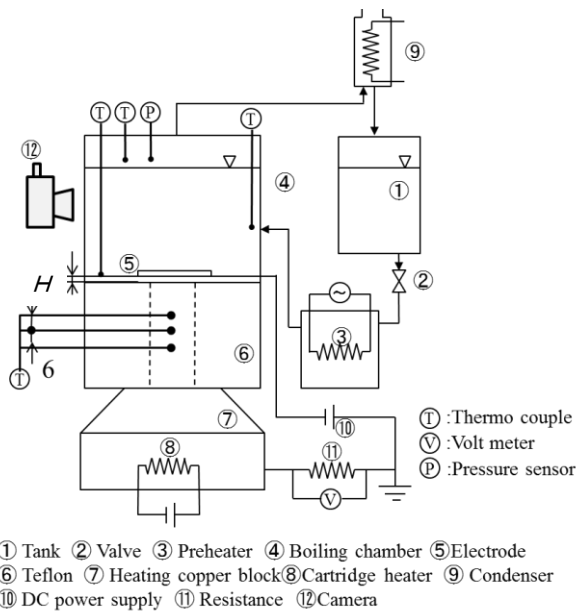 ⑨
Ⓣ Ⓣ Ⓟ Ⓣ
⑫
④
①
⑤
H
②
~
③
⑥
6
Ⓣ
⑦
⑩
⑧
⑪
Ⓥ
Ⓣ :Thermo couple
Ⓥ :Volt meter
Ⓟ :Pressure sensor
① Tank ② Valve ③ Preheater ④ Boiling chamber ⑤Electrode
⑥ Teflon ⑦ Heating copper block⑧Cartridge heater ⑨ Condenser
⑩ DC power supply ⑪ Resistance ⑫Camera